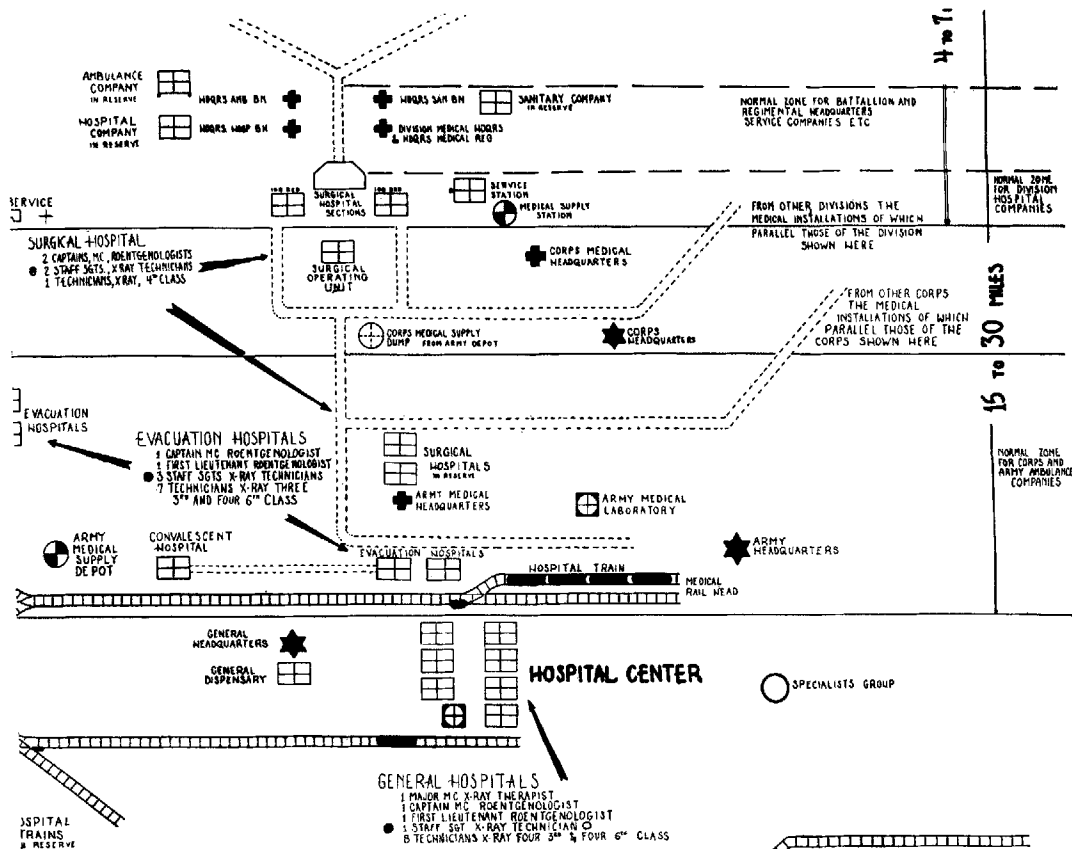 4 TO 7
AMBULANCE
COMPANY
IN RESERVE
HDQRS AMB BN
HDQRS SAN BN
SANITARY COMPANY
IN RESERVE
HOSPITAL
COMPANY
IN RESERVE
HDQRS HOSP BN
DIVISION MEDICAL HDQRS
& HDQRS MEDICAL REG
NORMAL ZONE FOR BATTALLION AND
REGIMENTAL HEADQUARTERS
SERVICE COMPANIES ETC
100 BED
SURGICAL
HOSPITAL
SECTIONS
100 BED
SERVICE
STATION
MEDICAL SUPPLY
STATION
NORMAL ZONE
FOR DIVISION
HOSPITAL
COMPANIES
SERVICE
FROM OTHER DIVISIONS THE
MEDICAL INSTALLATIONS OF WHICH
PARALLEL THOSE OF THE DIVISION
SHOWN HERE
SURGICAL HOSPITAL
2 CAPTAINS, MC, ROENTGENOLOGISTS
2 STAFF SGTS., X-RAY TECHNICIANS
1 TECHNICIANS, XRAY, 4TH CLASS
SURGICAL
OPERATING
UNIT
CORPS MEDICAL
HEADQUARTERS
15 TO 30 MILES
FROM OTHER CORPS
THE MEDICAL
INSTALLATIONS OF WHICH
PARALLEL THOSE OF THE
CORPS SHOWN HERE
CORPS MEDICAL SUPPLY
DUMP FROM ARMY DEPOT
CORPS
HEADQUARTERS
EVACUATION
HOSPITALS
EVACUATION HOSPITALS
1 CAPTAIN MC ROENTGENOLOGIST
1 FIRST LIEUTENANT ROENTGENOLOGIST
3 STAFF SGTS X-RAY TECHNICIANS
7 TECHNICIANS X-RAY THREE
3RD AND FOUR 6TH CLASS
SURGICAL
HOSPITALS
IN RESERVE
NORMAL ZONE
FOR CORPS AND
ARMY AMBULANCE
COMPANIES
ARMY MEDICAL
HEADQUARTERS
ARMY MEDICAL
LABORATORY
ARMY
MEDICAL
SUPPLY
DEPOT
CONVALESCENT
HOSPITAL
EVACUATION HOSPITALS
ARMY
HEADQUARTERS
HOSPITAL TRAIN
MEDICAL
RAIL HEAD
GENERAL
HEADQUARTERS
GENERAL
DISPENSARY
HOSPITAL CENTER
SPECIALISTS GROUP
GENERAL HOSPITALS
1 MAJOR MC X-RAY THERAPIST
1 CAPTAIN MC ROENTGENOLOGIST
1 FIRST LIEUTENANT ROENTGENOLOGIST
STAFF SGT X-RAY TECHNICIAN
8 TECHNICIANS X-RAY FOUR 3RD & FOUR 6TH CLASS
OSPITAL
TRAINS
RESERVE